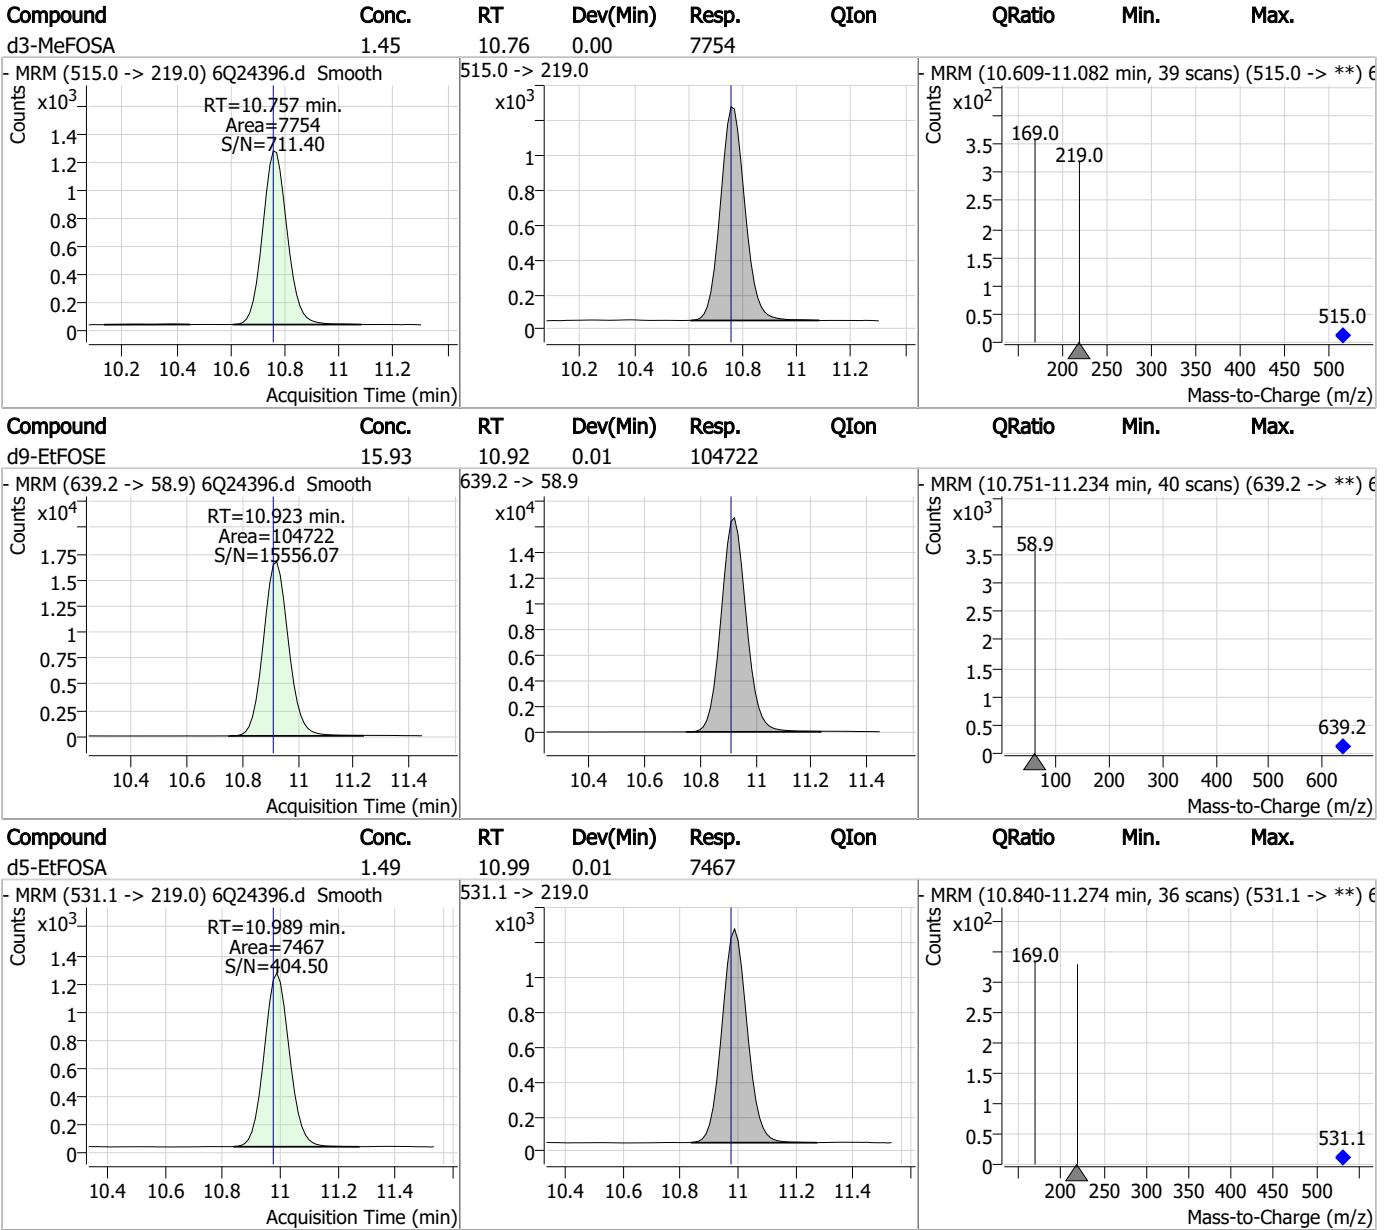 Compound Conc. RT Dev(Min) Resp. QIon QRatio Min. Max.
d3-MeFOSA 1.45 10.76 0.00 7754
- MRM (515.0 -> 219.0) 6Q24396.d Smooth
Counts
x10³
RT=10.757 min.
Area=7754
S/N=711.40
1.4
1.2
1
0.8
0.6
0.4
0.2
0
10.2 10.4 10.6 10.8 11 11.2
Acquisition Time (min)
515.0 -> 219.0
x10³
1
0.8
0.6
0.4
0.2
0
10.2 10.4 10.6 10.8 11 11.2
- MRM (10.609-11.082 min, 39 scans) (515.0 -> **) 6
Counts
x10²
169.0
219.0
515.0
3.5
3
2.5
2
1.5
1
0.5
0
200 250 300 350 400 450 500
Mass-to-Charge (m/z)
Compound Conc. RT Dev(Min) Resp. QIon QRatio Min. Max.
d9-EtFOSE 15.93 10.92 0.01 104722
- MRM (639.2 -> 58.9) 6Q24396.d Smooth
Counts
x10⁴
RT=10.923 min.
Area=104722
S/N=15556.07
1.75
1.5
1.25
1
0.75
0.5
0.25
0
10.4 10.6 10.8 11 11.2 11.4
Acquisition Time (min)
639.2 -> 58.9
x10⁴
1.4
1.2
1
0.8
0.6
0.4
0.2
0
10.4 10.6 10.8 11 11.2 11.4
- MRM (10.751-11.234 min, 40 scans) (639.2 -> **) 6
Counts
x10³
58.9
639.2
3.5
3
2.5
2
1.5
1
0.5
0
100 200 300 400 500 600
Mass-to-Charge (m/z)
Compound Conc. RT Dev(Min) Resp. QIon QRatio Min. Max.
d5-EtFOSA 1.49 10.99 0.01 7467
- MRM (531.1 -> 219.0) 6Q24396.d Smooth
Counts
x10³
RT=10.989 min.
Area=7467
S/N=404.50
1.4
1.2
1
0.8
0.6
0.4
0.2
0
10.4 10.6 10.8 11 11.2 11.4
Acquisition Time (min)
531.1 -> 219.0
x10³
1
0.8
0.6
0.4
0.2
0
10.4 10.6 10.8 11 11.2 11.4
- MRM (10.840-11.274 min, 36 scans) (531.1 -> **) 6
Counts
x10²
169.0
531.1
3
2.5
2
1.5
1
0.5
0
200 250 300 350 400 450 500
Mass-to-Charge (m/z)